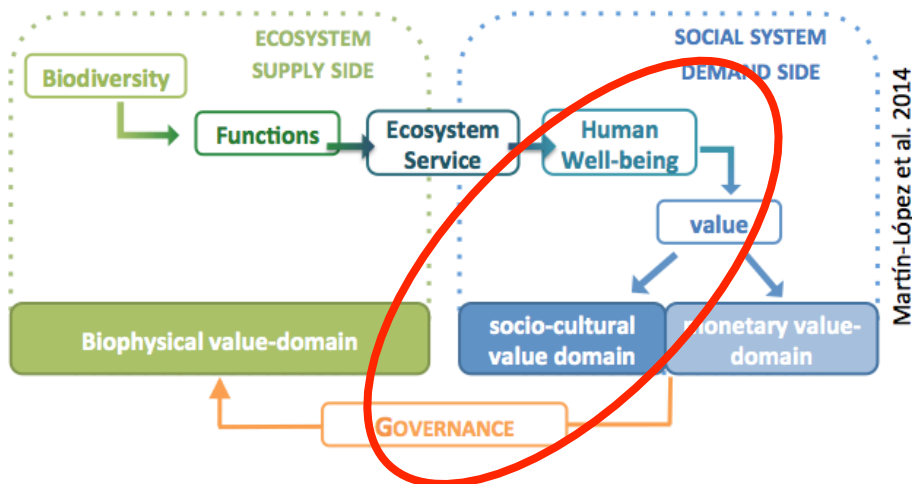 ECOSYSTEM
SUPPLY SIDE
SOCIAL SYSTEM
DEMAND SIDE
Biodiversity
Functions
Ecosystem
Service
Human
Well-being
value
Biophysical value-domain
socio-cultural
value domain
monetary value-
domain
GOVERNANCE
Martín-López et al. 2014